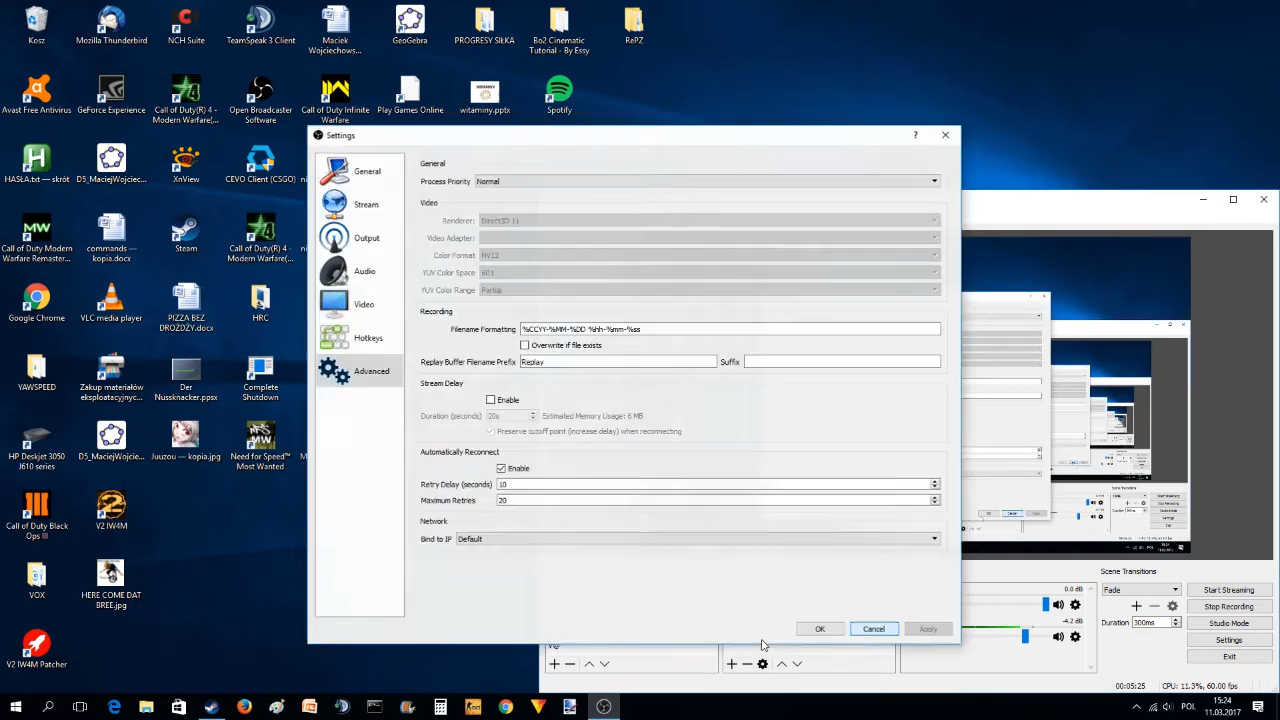 Kosz
Mozilla Thunderbird
NCH Suite
TeamSpeak 3 Client
Maciek
Wojciechows...
GeoGebra
PROGRESY SIŁKA
Bo2 Cinematic
Tutorial - By Essy
RePZ
Avast Free Antivirus
GeForce Experience
Call of Duty(R) 4 -
Modern Warfare(...
Open Broadcaster
Software
Call of Duty Infinite
Warfare
Play Games Online
WITAMINY
witaminy.pptx
Spotify
HASŁA.txt — skrót
D5_MaciejWojciec...
XnView
CEVO Client (CSGO)
Call of Duty Modern
Warfare Remaster...
commands —
kopia.docx
Steam
Call of Duty(R) 4 -
Modern Warfare(...
Google Chrome
VLC media player
PIZZA BEZ
DROŻDŻY.docx
HRC
YAWSPEED
Zakup materiałów
eksploatacyjnyc...
Der
Nussknacker.ppsx
Complete
Shutdown
HP Deskjet 3050
J610 series
D5_MaciejWojciec...
Juuzou — kopia.jpg
Need for Speed™
Most Wanted
Call of Duty Black
Ops III
V2 IW4M
VOX
HERE COME DAT
BREE.jpg
V2 IW4M Patcher
Settings
General
Stream
Output
Audio
Video
Hotkeys
Advanced
General
Process Priority Normal
Video
Renderer: Direct3D 11
Video Adapter:
Color Format NV12
YUV Color Space 601
YUV Color Range Partial
Recording
Filename Formatting %CCYY-%MM-%DD %hh-%mm-%ss
Overwrite if file exists
Replay Buffer Filename Prefix Replay Suffix
Stream Delay
Enable
Duration (seconds) 20s Estimated Memory Usage: 6 MB
Preserve cutoff point (increase delay) when reconnecting
Automatically Reconnect
Enable
Retry Delay (seconds) 10
Maximum Retries 20
Network
Bind to IP Default
OK Cancel Apply
0.0 dB
-4.2 dB
Scene Transitions
Fade
Duration 300ms
Start Streaming
Stop Recording
Studio Mode
Settings
Exit
00:05:25 CPU: 11.3%, 60.00 fps
POL
15:24
11.03.2017